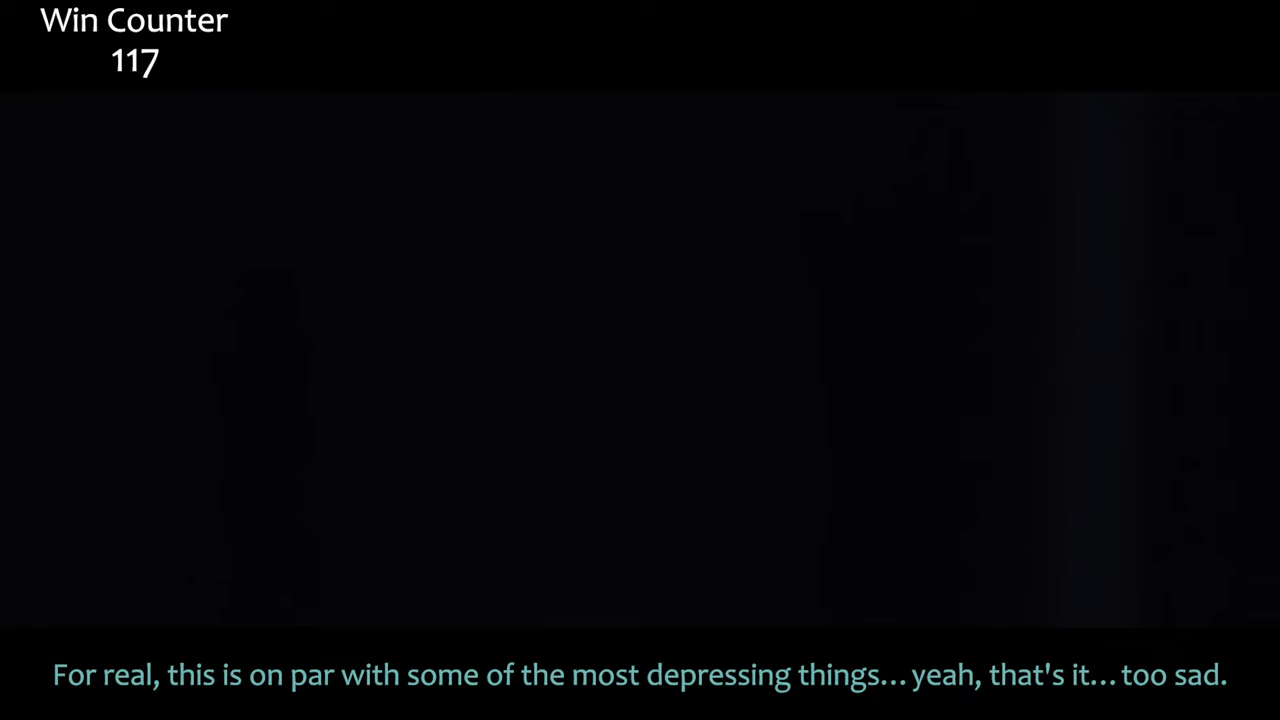 Win Counter
117
For real, this is on par with some of the most depressing things... yeah, that's it... too sad.